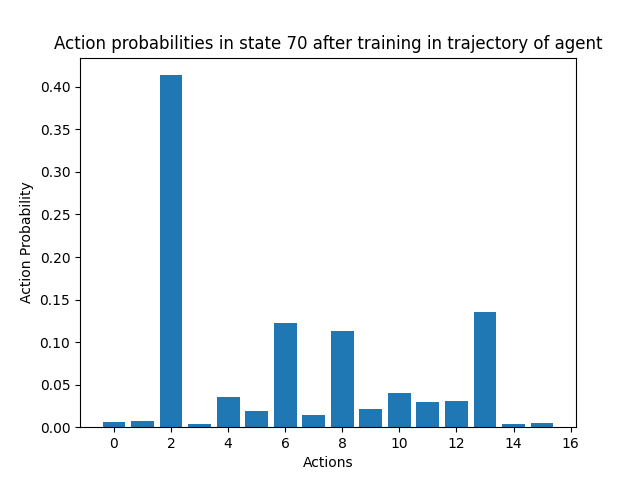 Action probabilities in state 70 after training in trajectory of agent
Action Probability
0.40
0.35
0.30
0.25
0.20
0.15
0.10
0.05
0.00
0 2 4 6 8 10 12 14 16
Actions